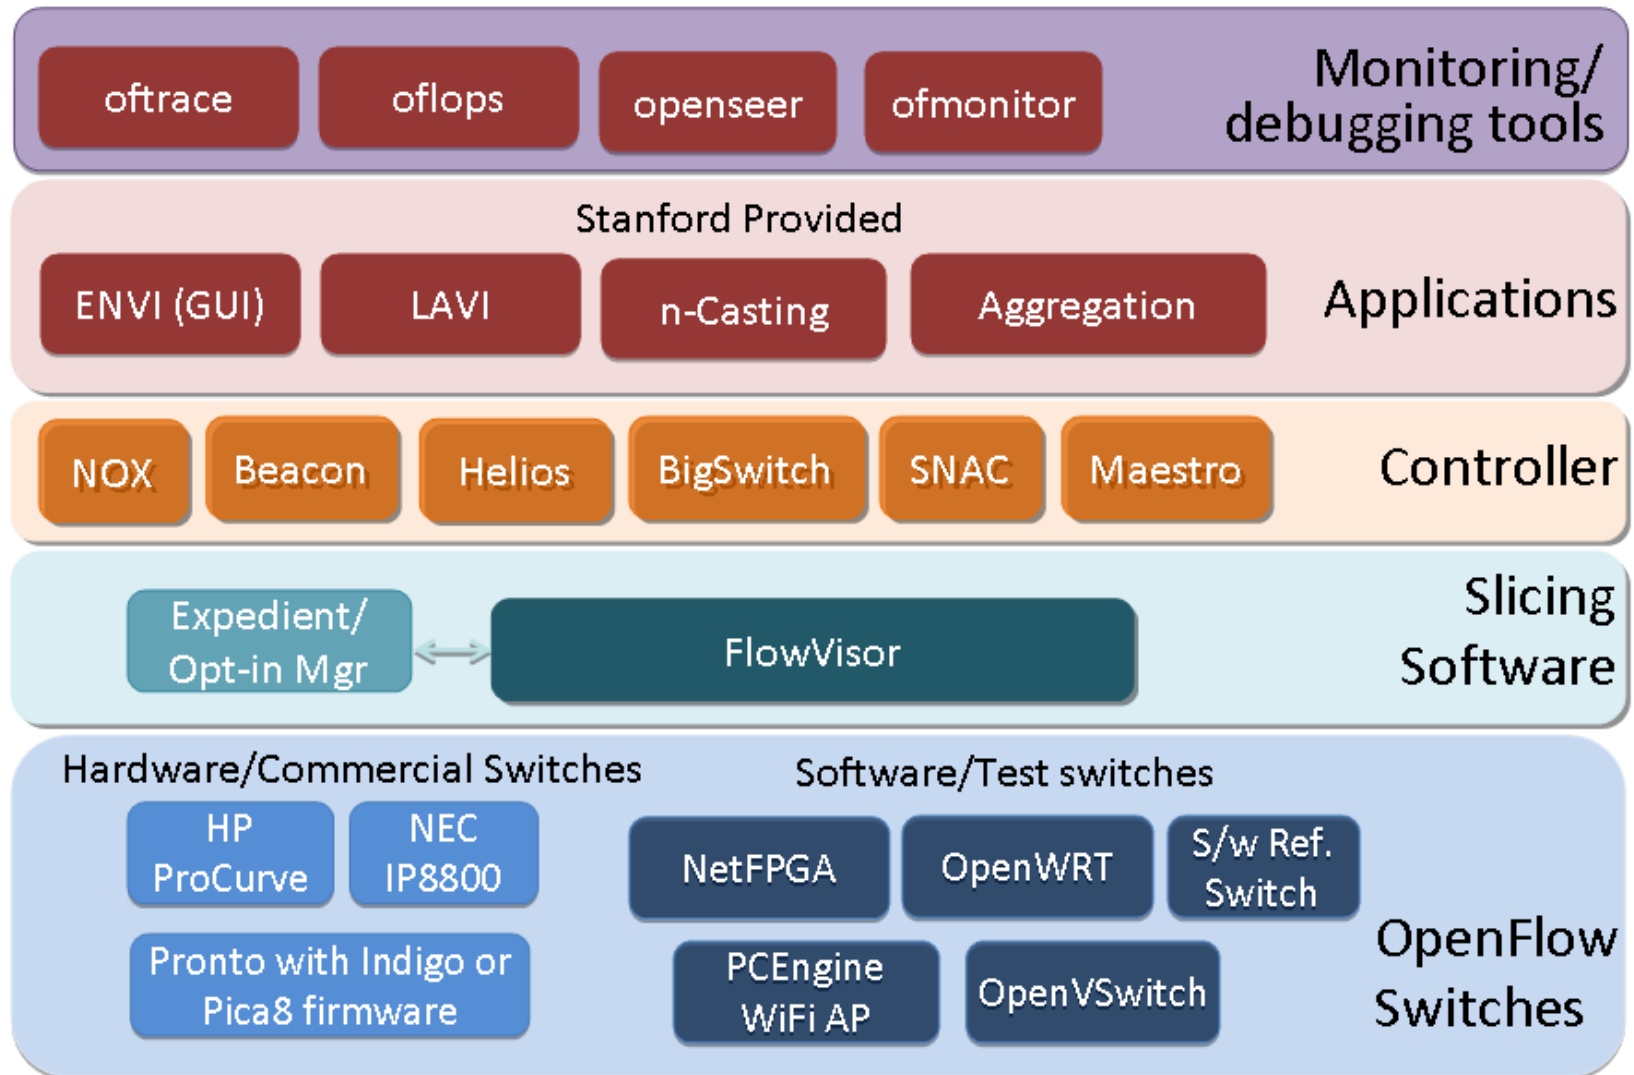 oftrace
oflops
openseer
ofmonitor
Monitoring/
debugging tools
Stanford Provided
ENVI (GUI)
LAVI
n-Casting
Aggregation
Applications
NOX
Beacon
Helios
BigSwitch
SNAC
Maestro
Controller
Expedient/
Opt-in Mgr
FlowVisor
Slicing
Software
Hardware/Commercial Switches
HP
ProCurve
NEC
IP8800
Pronto with Indigo or
Pica8 firmware
Software/Test switches
NetFPGA
OpenWRT
S/w Ref.
Switch
PCEngine
WiFi AP
OpenVSwitch
OpenFlow
Switches